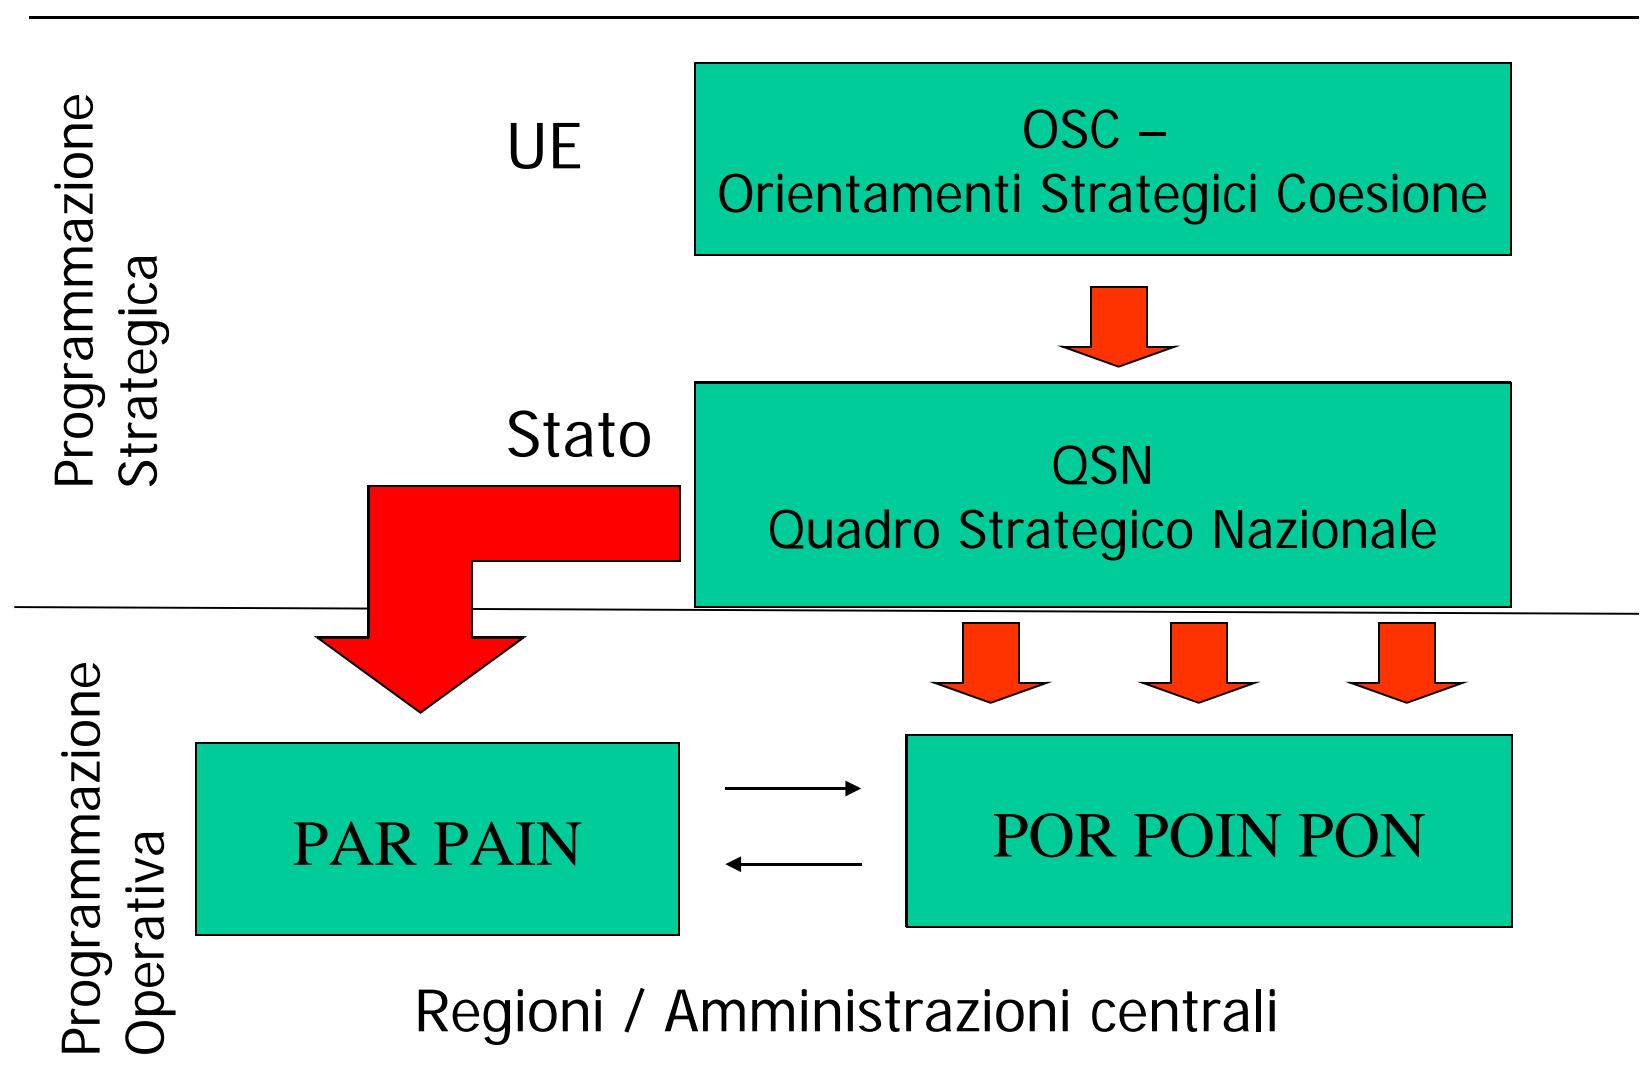 Programmazione
Strategica
UE
OSC –
Orientamenti Strategici Coesione
Stato
QSN
Quadro Strategico Nazionale
Programmazione
Operativa
PAR PAIN
POR POIN PON
Regioni / Amministrazioni centrali